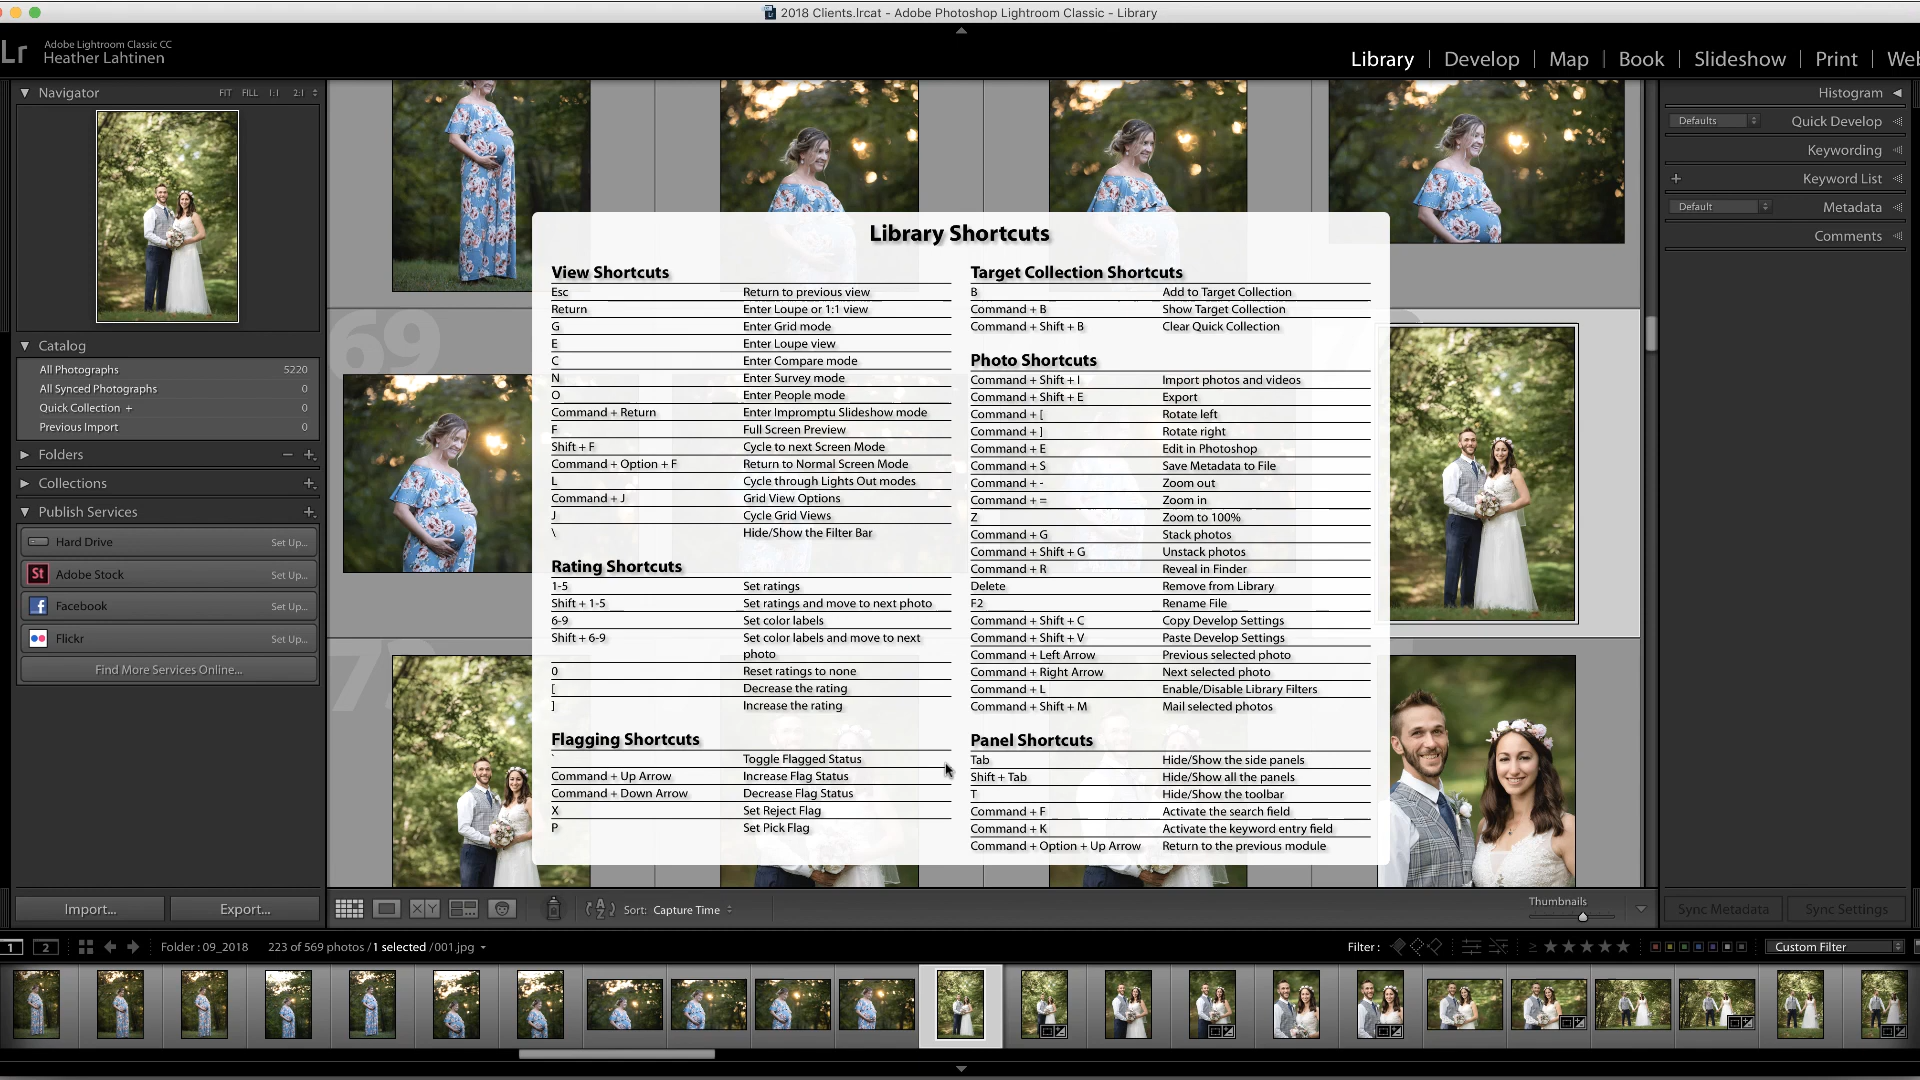 2018 Clients.lrcat - Adobe Photoshop Lightroom Classic - Library
Lr
Adobe Lightroom Classic CC
Heather Lahtinen
Library | Develop | Map | Book | Slideshow | Print | Web
Navigator FIT FILL 1:1 2:1
Catalog
All Photographs 5220
All Synced Photographs 0
Quick Collection + 0
Previous Import 0
Folders
Collections
Publish Services
Hard Drive Set Up...
St Adobe Stock Set Up...
Facebook Set Up...
Flickr Set Up...
Find More Services Online...
Import... Export...
69
Library Shortcuts
View Shortcuts
Esc Return to previous view
Return Enter Loupe or 1:1 view
G Enter Grid mode
E Enter Loupe view
C Enter Compare mode
N Enter Survey mode
O Enter People mode
Command + Return Enter Impromptu Slideshow mode
F Full Screen Preview
Shift + F Cycle to next Screen Mode
Command + Option + F Return to Normal Screen Mode
L Cycle through Lights Out modes
Command + J Grid View Options
J Cycle Grid Views
\ Hide/Show the Filter Bar
Rating Shortcuts
1-5 Set ratings
Shift + 1-5 Set ratings and move to next photo
6-9 Set color labels
Shift + 6-9 Set color labels and move to next
photo
0 Reset ratings to none
[ Decrease the rating
] Increase the rating
Flagging Shortcuts
` Toggle Flagged Status
Command + Up Arrow Increase Flag Status
Command + Down Arrow Decrease Flag Status
X Set Reject Flag
P Set Pick Flag
Target Collection Shortcuts
B Add to Target Collection
Command + B Show Target Collection
Command + Shift + B Clear Quick Collection
Photo Shortcuts
Command + Shift + I Import photos and videos
Command + Shift + E Export
Command + [ Rotate left
Command + ] Rotate right
Command + E Edit in Photoshop
Command + S Save Metadata to File
Command + - Zoom out
Command + = Zoom in
Z Zoom to 100%
Command + G Stack photos
Command + Shift + G Unstack photos
Command + R Reveal in Finder
Delete Remove from Library
F2 Rename File
Command + Shift + C Copy Develop Settings
Command + Shift + V Paste Develop Settings
Command + Left Arrow Previous selected photo
Command + Right Arrow Next selected photo
Command + L Enable/Disable Library Filters
Command + Shift + M Mail selected photos
Panel Shortcuts
Tab Hide/Show the side panels
Shift + Tab Hide/Show all the panels
T Hide/Show the toolbar
Command + F Activate the search field
Command + K Activate the keyword entry field
Command + Option + Up Arrow Return to the previous module
Histogram
Defaults Quick Develop
Keywording
+ Keyword List
Default Metadata
Comments
Sync Metadata Sync Settings
X Y
A Z Sort: Capture Time
Thumbnails
1 2 Folder : 09_2018 223 of 569 photos / 1 selected / 001.jpg
Filter : ≥ ★★★★★ Custom Filter